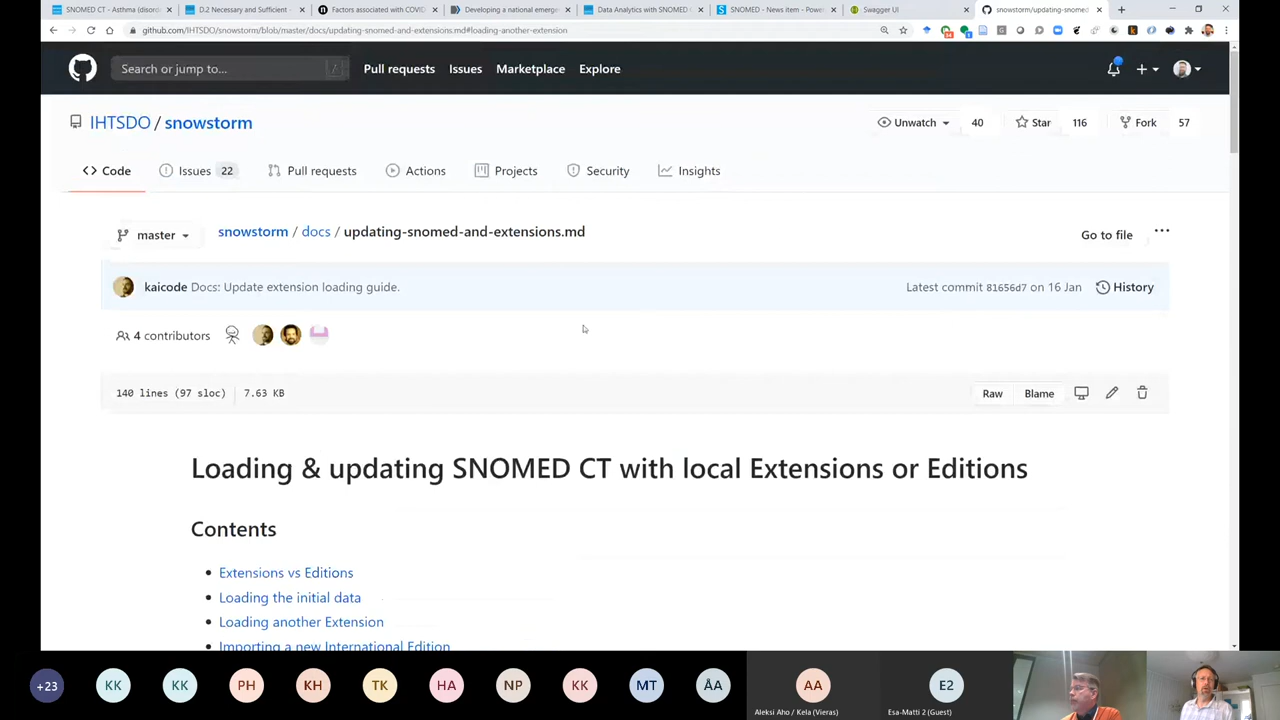 SNOMED CT - Asthma (disord
D.2 Necessary and Sufficient -
Factors associated with COVID
Developing a national emerge
Data Analytics with SNOMED C
SNOMED - News item - Powe
Swagger UI
snowstorm/updating-snomed
github.com/IHTSDO/snowstorm/blob/master/docs/updating-snomed-and-extensions.md#loading-another-extension
Search or jump to... /
Pull requests Issues Marketplace Explore
IHTSDO / snowstorm
Unwatch 40 Star 116 Fork 57
Code Issues 22 Pull requests Actions Projects Security Insights
master snowstorm / docs / updating-snomed-and-extensions.md Go to file ...
kaicode Docs: Update extension loading guide. Latest commit 81656d7 on 16 Jan History
4 contributors
140 lines (97 sloc) 7.63 KB Raw Blame
Loading & updating SNOMED CT with local Extensions or Editions
Contents
• Extensions vs Editions
• Loading the initial data
• Loading another Extension
• Importing a new International Edition
+23 KK KK PH KH TK HA NP KK MT ÅA AA E2
Aleksi Aho / Kela (Vieras) Esa-Matti 2 (Guest)